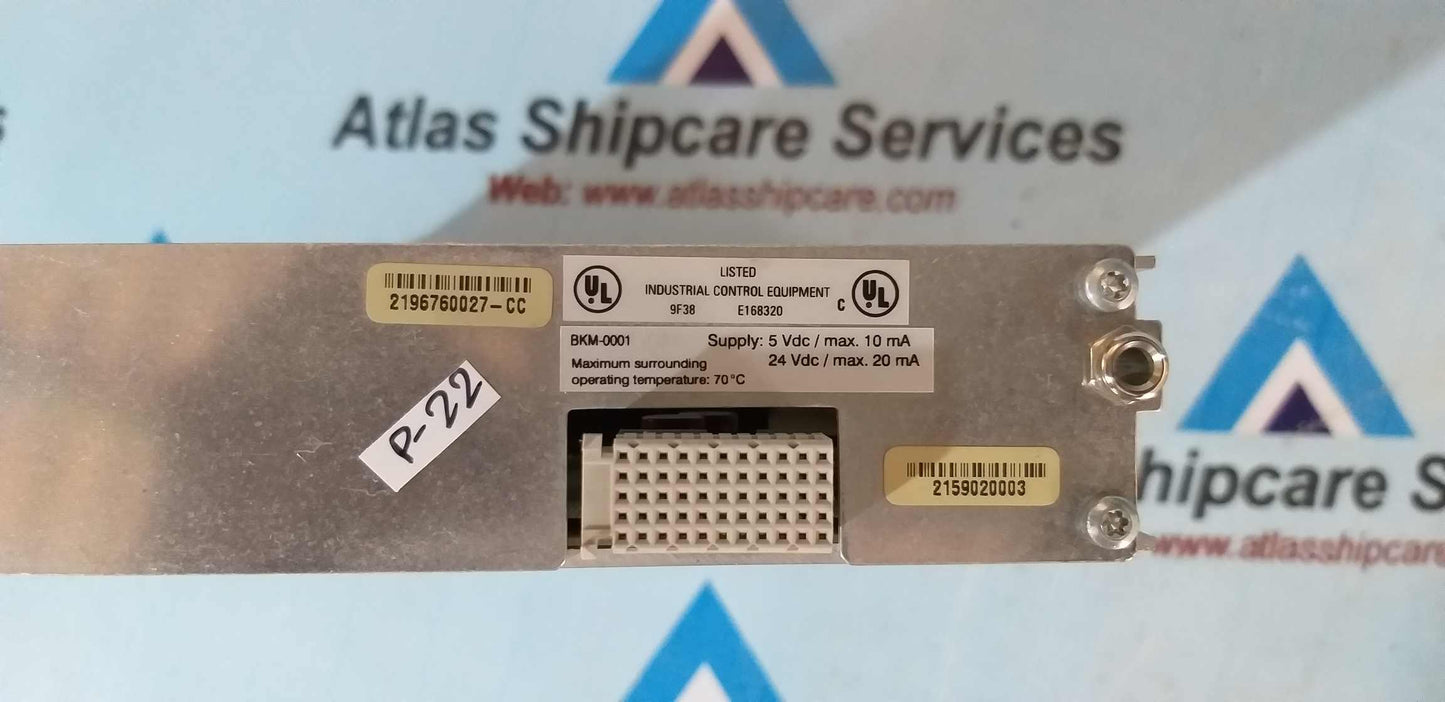 Atlas Shipcare Services
Web: www.atlasshipcare.com
2196760027-CC
UL
LISTED
INDUSTRIAL CONTROL EQUIPMENT
9F38 E168320
C UL
BKM-0001 Supply: 5 Vdc / max. 10 mA
24 Vdc / max. 20 mA
Maximum surrounding
operating temperature: 70°C
P-22
2159020003
hipcare S
www.atlasshipcare